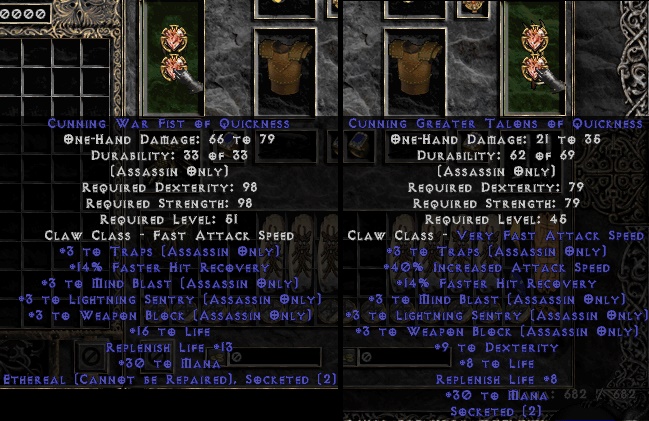 Cunning War Fist of Quickness
One-Hand Damage: 66 to 79
Durability: 33 of 33
(Assassin Only)
Required Dexterity: 98
Required Strength: 98
Required Level: 51
Claw Class - Fast Attack Speed
+3 to Traps (Assassin Only)
+14% Faster Hit Recovery
+3 to Mind Blast (Assassin Only)
+3 to Lightning Sentry (Assassin Only)
+3 to Weapon Block (Assassin Only)
+16 to Life
Replenish Life +13
+30 to Mana
Ethereal (Cannot be Repaired), Socketed (2)
Cunning Greater Talons of Quickness
One-Hand Damage: 21 to 35
Durability: 62 of 69
(Assassin Only)
Required Dexterity: 79
Required Strength: 79
Required Level: 45
Claw Class - Very Fast Attack Speed
+3 to Traps (Assassin Only)
+40% Increased Attack Speed
+14% Faster Hit Recovery
+3 to Mind Blast (Assassin Only)
+3 to Lightning Sentry (Assassin Only)
+3 to Weapon Block (Assassin Only)
+9 to Dexterity
+8 to Life
Replenish Life +8
+30 to Mana
: 682 / 682
Socketed (2)